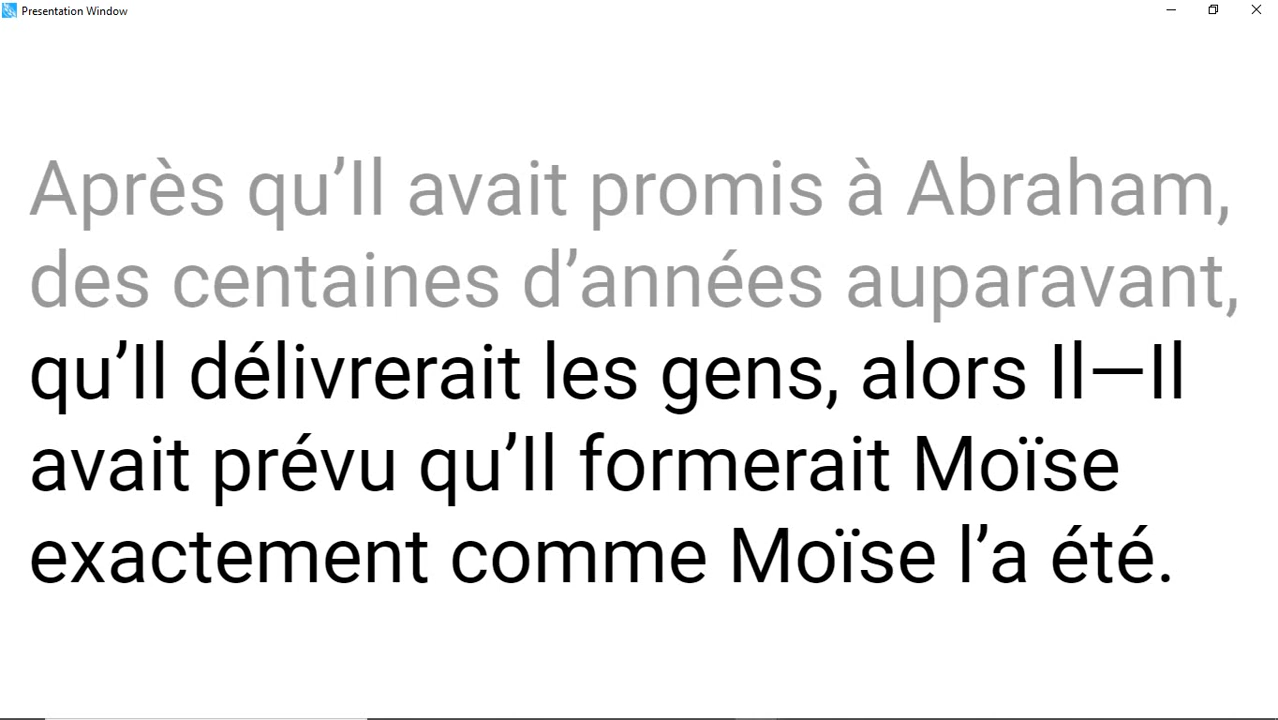 Presentation Window
Après qu’Il avait promis à Abraham,
des centaines d’années auparavant,
qu’Il délivrerait les gens, alors Il—Il
avait prévu qu’Il formerait Moïse
exactement comme Moïse l’a été.